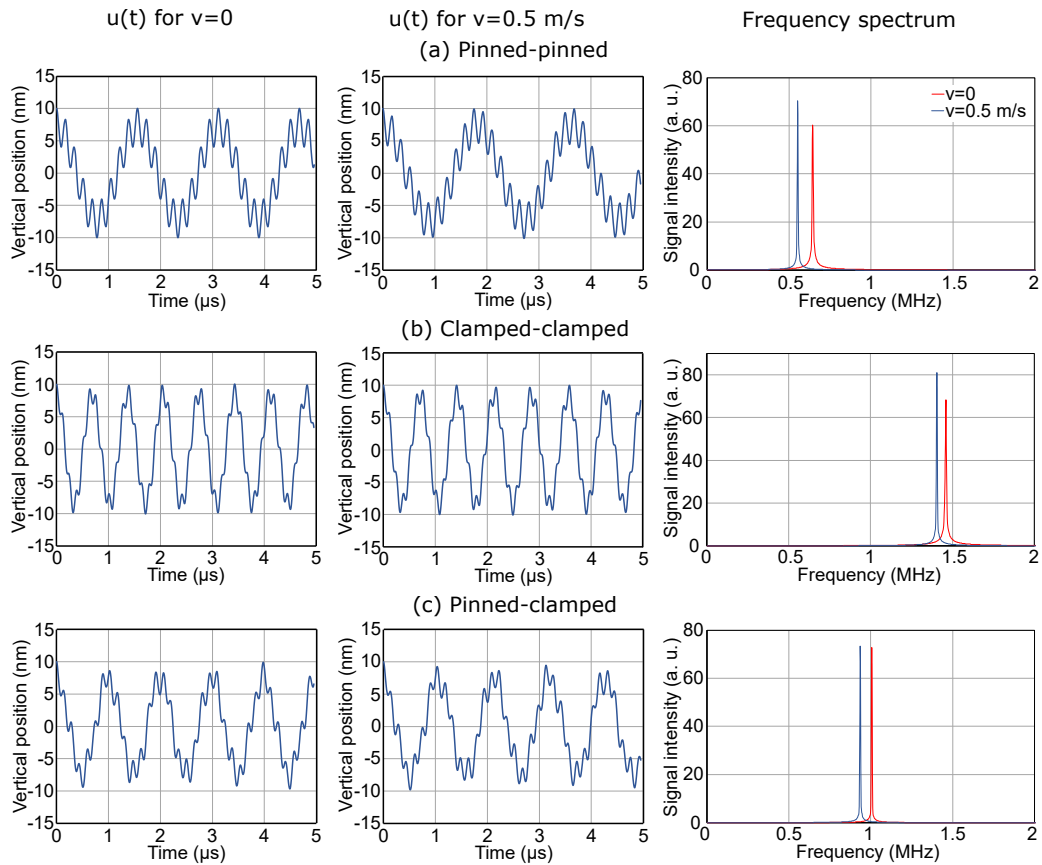 u(t) for v=0 u(t) for v=0.5 m/s Frequency spectrum
(a) Pinned-pinned
Vertical position (nm)
15
10
5
0
-5
-10
-15
0 1 2 3 4 5
Time (µs)
Vertical position (nm)
15
10
5
0
-5
-10
-15
0 1 2 3 4 5
Time (µs)
Signal intensity (a. u.)
80
60
40
20
0
v=0
v=0.5 m/s
0 0.5 1 1.5 2
Frequency (MHz)
(b) Clamped-clamped
Vertical position (nm)
15
10
5
0
-5
-10
-15
0 1 2 3 4 5
Time (µs)
Vertical position (nm)
15
10
5
0
-5
-10
-15
0 1 2 3 4 5
Time (µs)
Signal intensity (a. u.)
80
60
40
20
0
0 0.5 1 1.5 2
Frequency (MHz)
(c) Pinned-clamped
Vertical position (nm)
15
10
5
0
-5
-10
-15
0 1 2 3 4 5
Time (µs)
Vertical position (nm)
15
10
5
0
-5
-10
-15
0 1 2 3 4 5
Time (µs)
Signal intensity (a. u.)
80
60
40
20
0
0 0.5 1 1.5 2
Frequency (MHz)